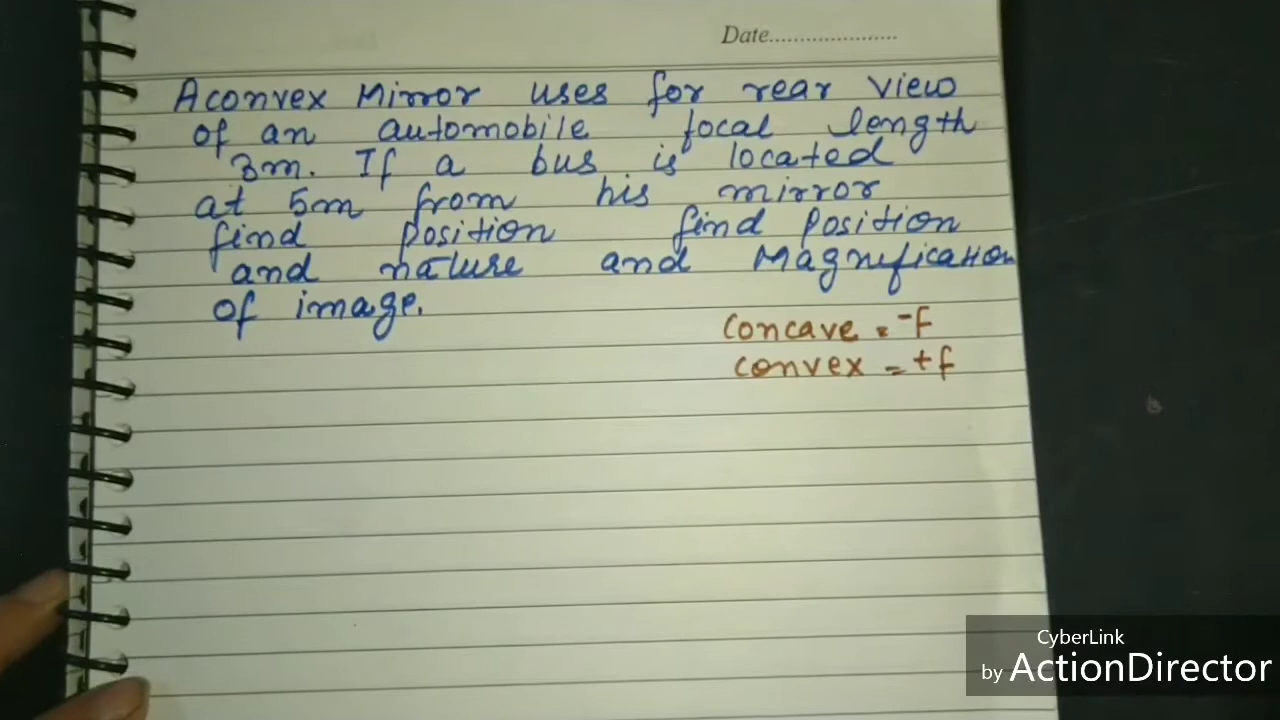 Date.....................
A convex Mirror uses for rear view
of an automobile focal length
3m. If a bus is located
at 5m from his mirror
find position find position
and nature and Magnification
of image.
concave = -f
convex = +f
CyberLink
by ActionDirector